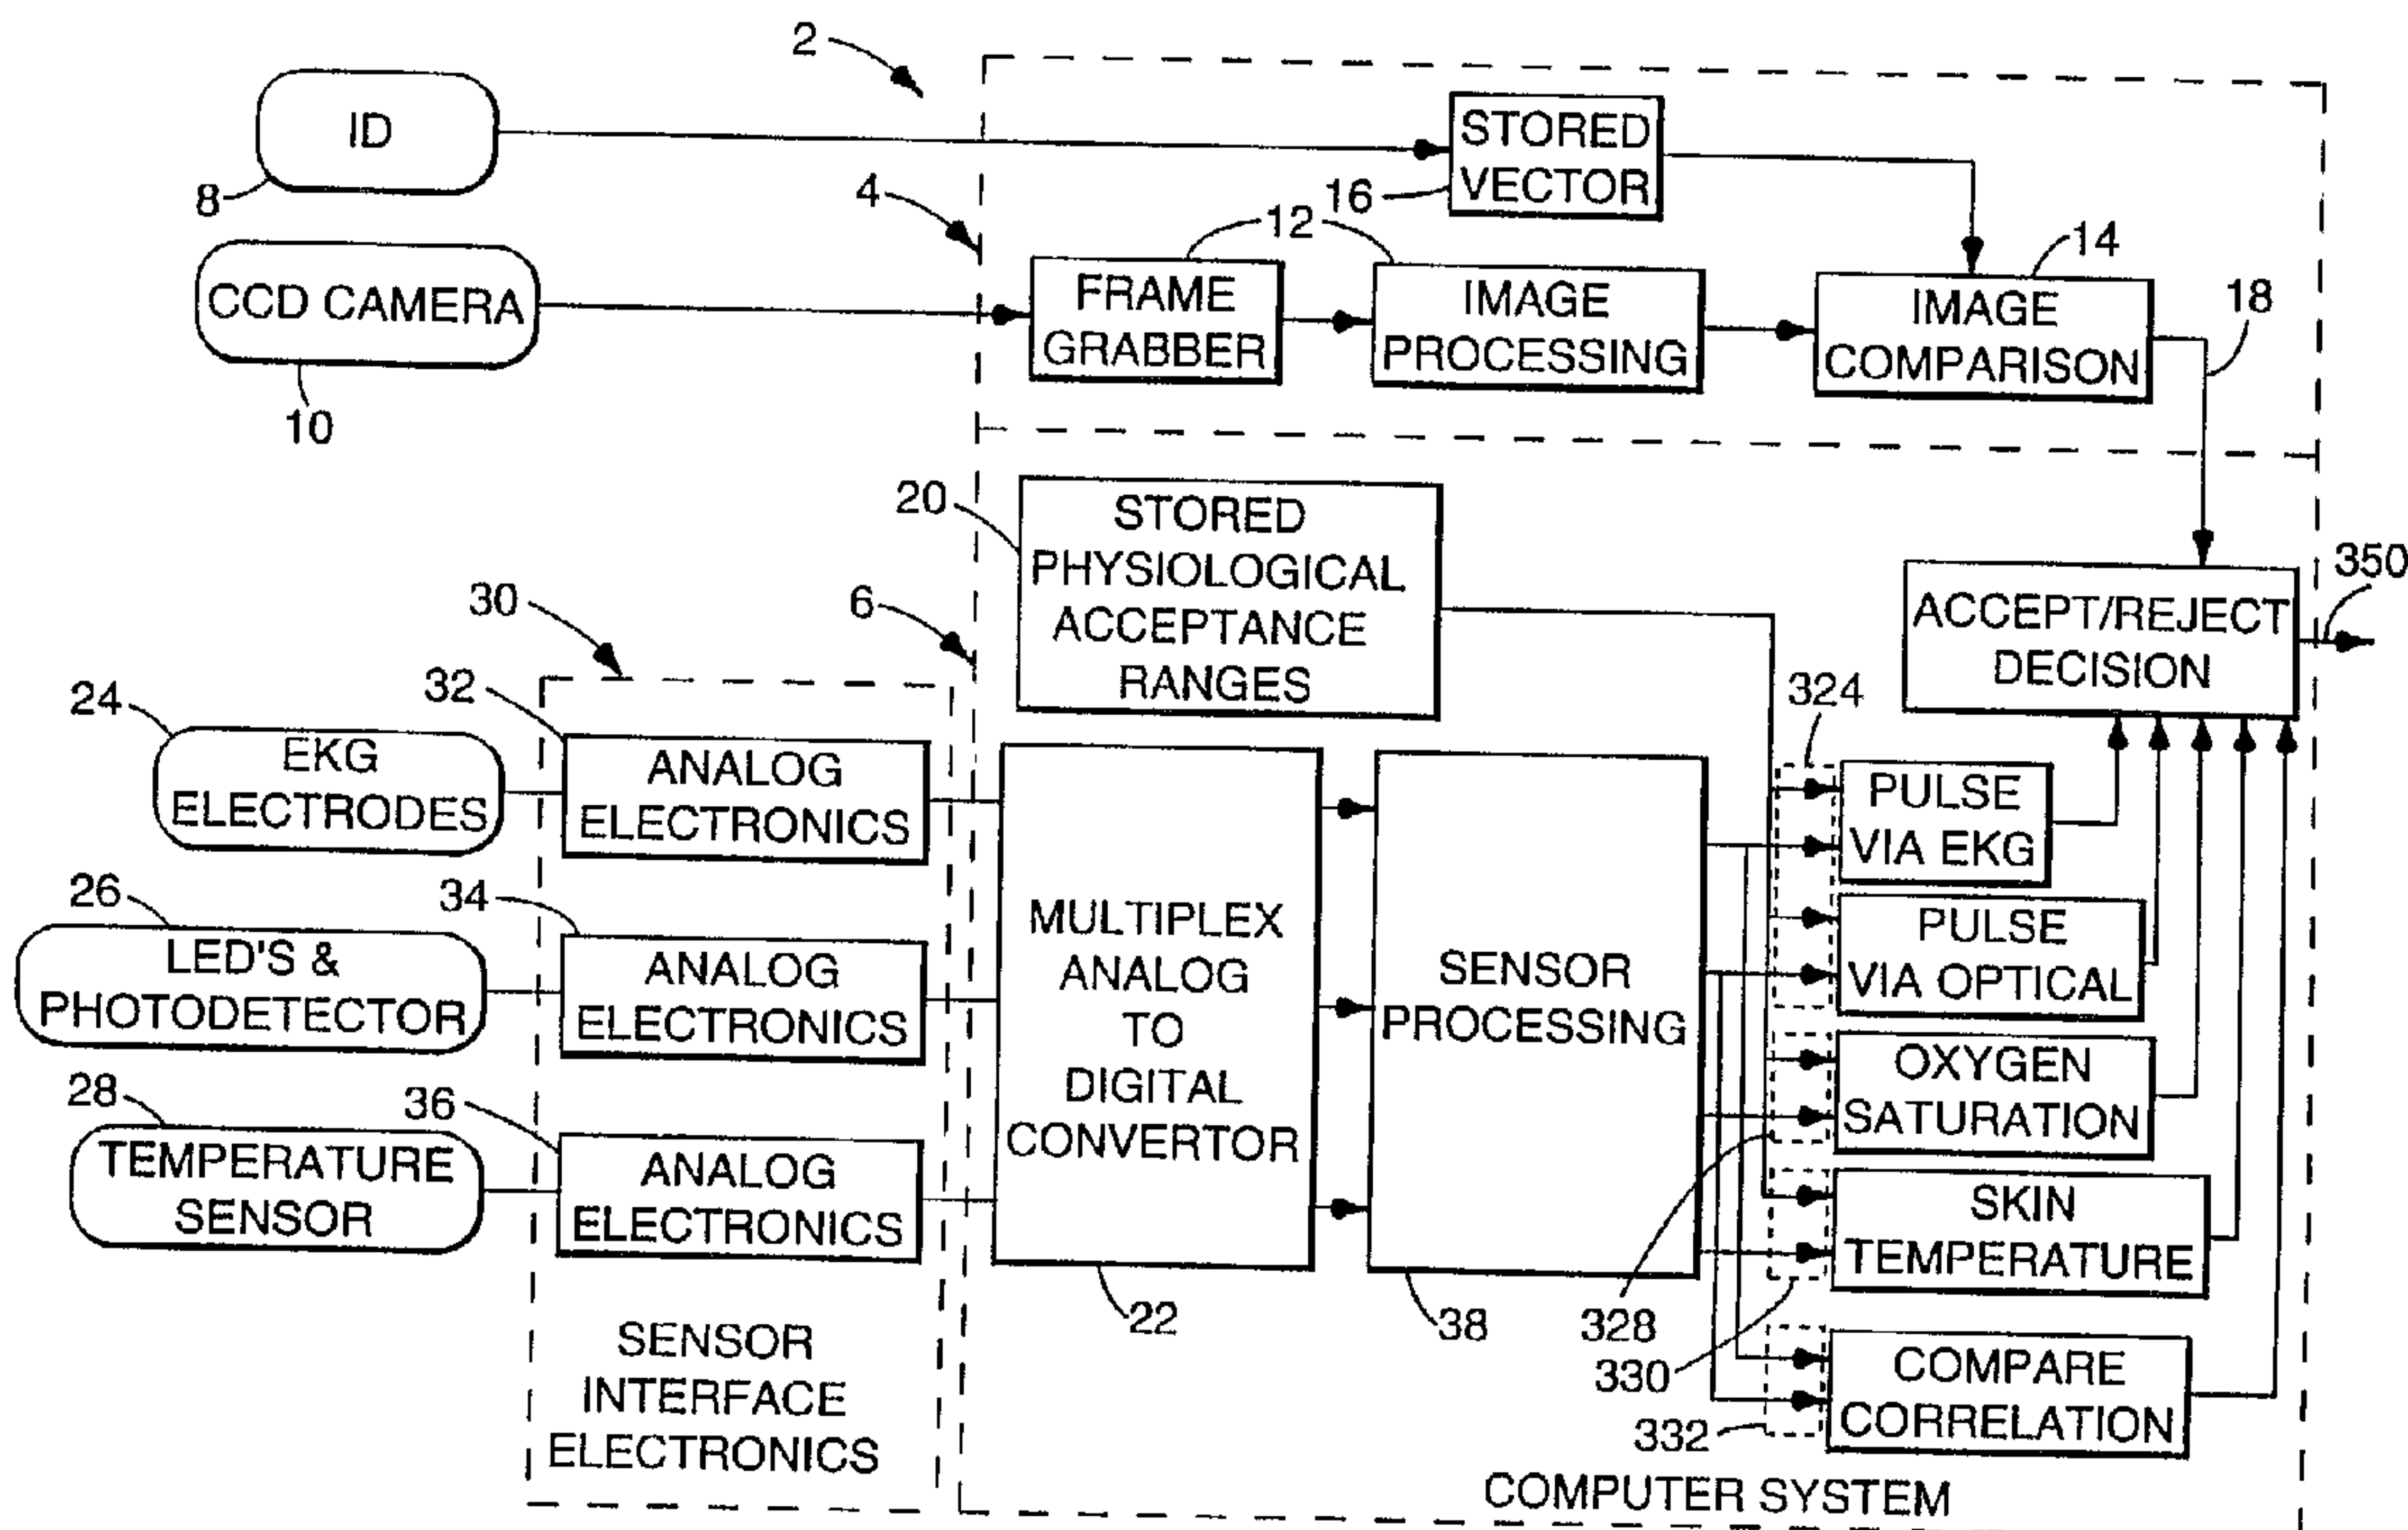 2
ID
8
STORED
VECTOR
16
4
12
14
CCD CAMERA
10
FRAME
GRABBER
IMAGE
PROCESSING
IMAGE
COMPARISON
18
20
STORED
PHYSIOLOGICAL
ACCEPTANCE
RANGES
ACCEPT/REJECT
DECISION
350
30
6
24
EKG
ELECTRODES
32
ANALOG
ELECTRONICS
26
LED'S &
PHOTODETECTOR
34
ANALOG
ELECTRONICS
28
TEMPERATURE
SENSOR
36
ANALOG
ELECTRONICS
SENSOR
INTERFACE
ELECTRONICS
MULTIPLEX
ANALOG
TO
DIGITAL
CONVERTOR
22
SENSOR
PROCESSING
38
324
PULSE
VIA EKG
PULSE
VIA OPTICAL
OXYGEN
SATURATION
328
SKIN
TEMPERATURE
330
COMPARE
CORRELATION
332
COMPUTER SYSTEM